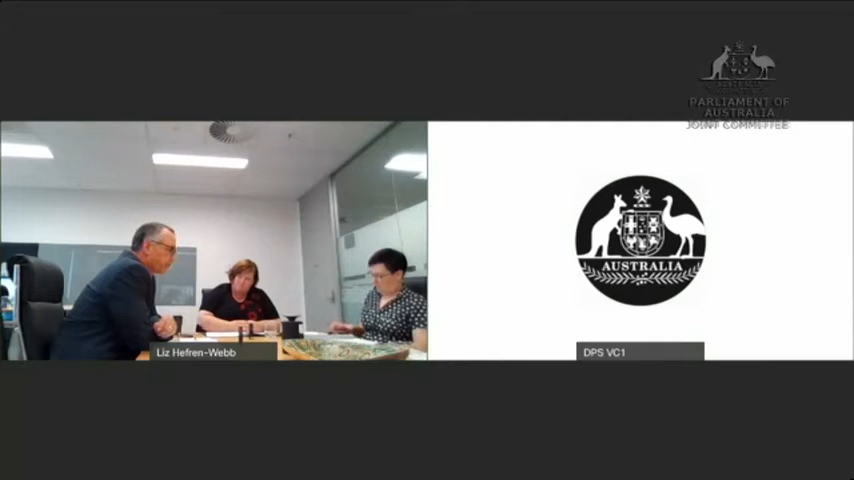 PARLIAMENT OF
AUSTRALIA
JOINT COMMITTEE
AUSTRALIA
Liz Hefren-Webb
DPS VC1